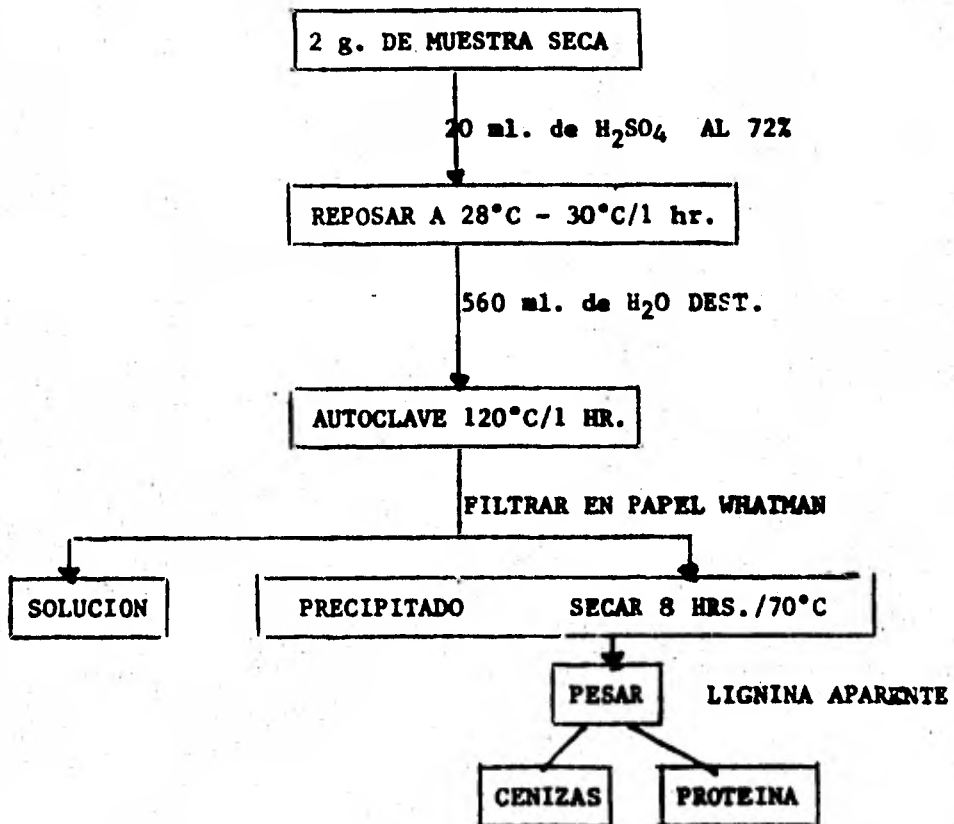 2 g. DE MUESTRA SECA
20 ml. de H₂SO₄ AL 72%
REPOSAR A 28°C - 30°C/1 hr.
560 ml. de H₂O DEST.
AUTOCLAVE 120°C/1 HR.
FILTRAR EN PAPEL WHATMAN
SOLUCION
PRECIPITADO SECAR 8 HRS./70°C
PESAR LIGNINA APARENTE
CENIZAS PROTEINA